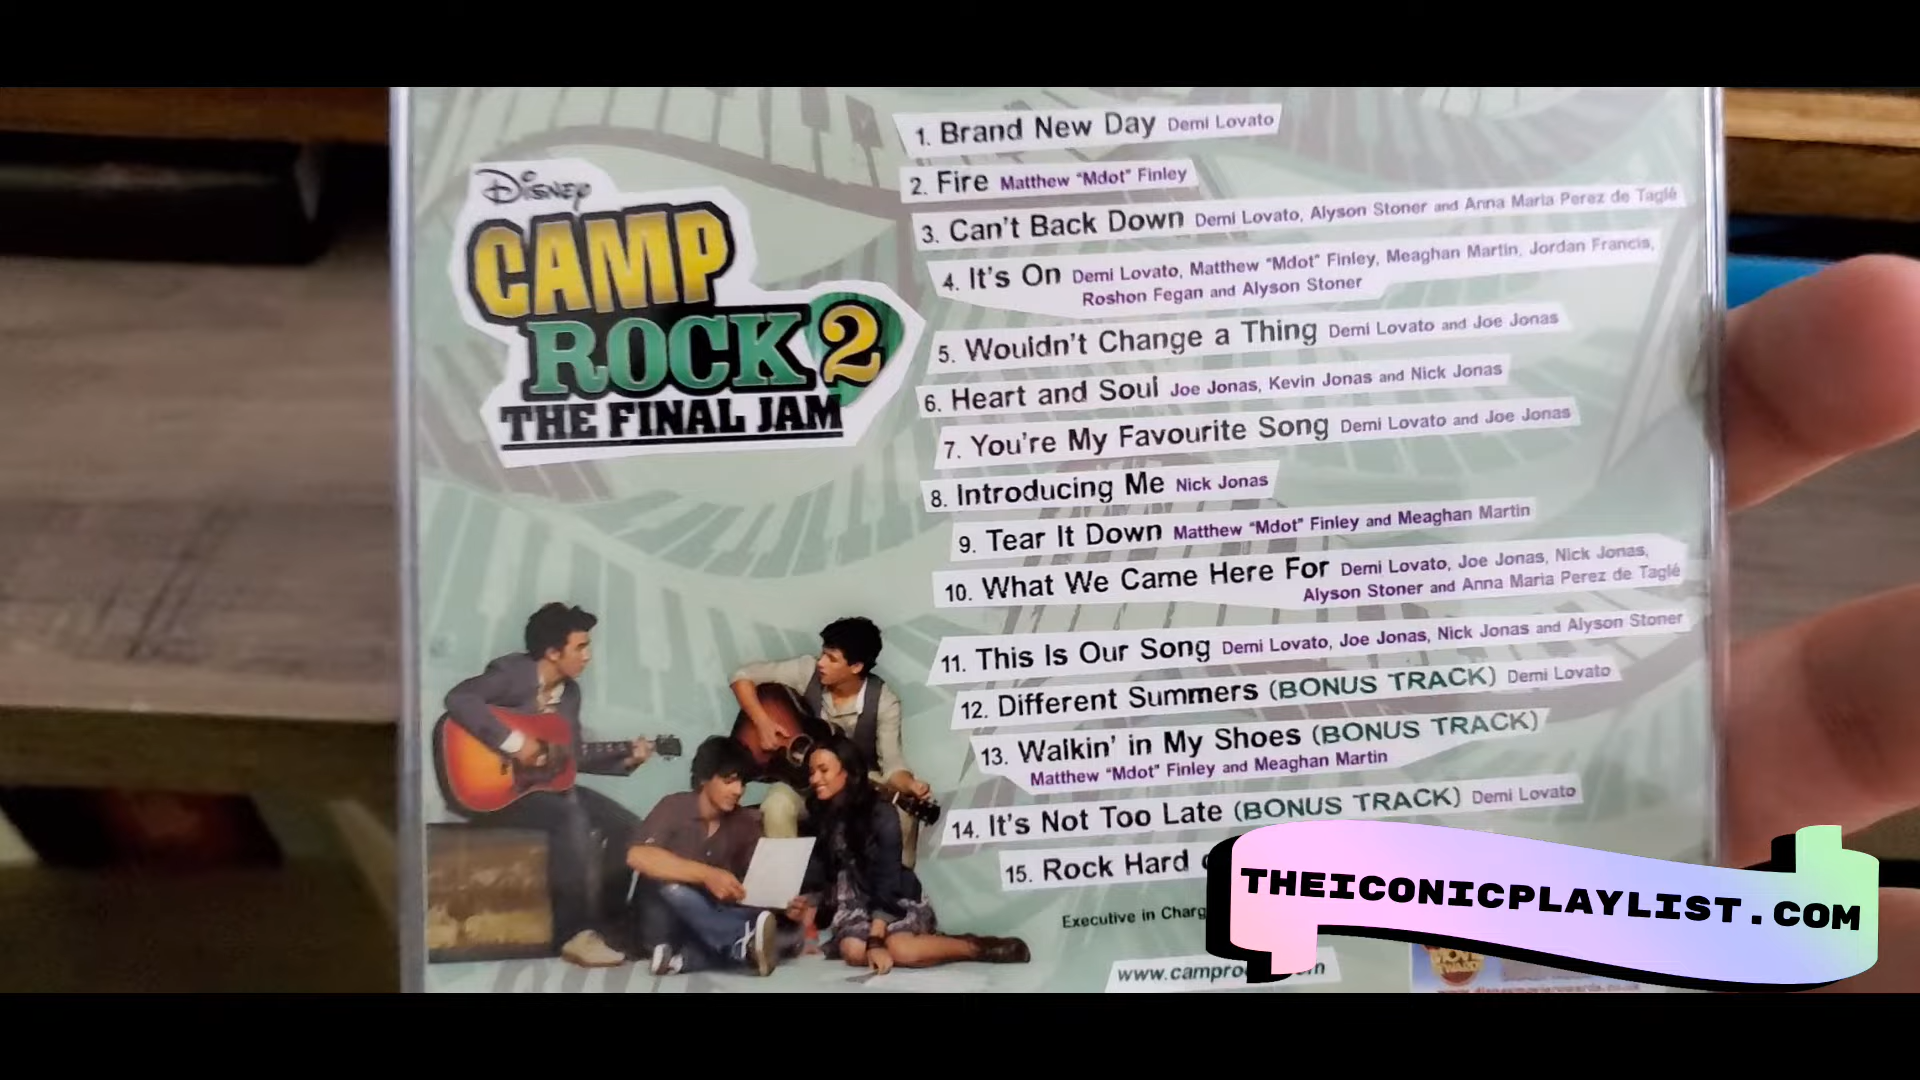 Disney
CAMP
ROCK 2
THE FINAL JAM
1. Brand New Day Demi Lovato
2. Fire Matthew “Mdot” Finley
3. Can’t Back Down Demi Lovato, Alyson Stoner and Anna Maria Perez de Taglé
4. It’s On Demi Lovato, Matthew “Mdot” Finley, Meaghan Martin, Jordan Francis,
Roshon Fegan and Alyson Stoner
5. Wouldn’t Change a Thing Demi Lovato and Joe Jonas
6. Heart and Soul Joe Jonas, Kevin Jonas and Nick Jonas
7. You’re My Favourite Song Demi Lovato and Joe Jonas
8. Introducing Me Nick Jonas
9. Tear It Down Matthew “Mdot” Finley and Meaghan Martin
10. What We Came Here For Demi Lovato, Joe Jonas, Nick Jonas,
Alyson Stoner and Anna Maria Perez de Taglé
11. This Is Our Song Demi Lovato, Joe Jonas, Nick Jonas and Alyson Stoner
12. Different Summers (BONUS TRACK) Demi Lovato
13. Walkin’ in My Shoes (BONUS TRACK)
Matthew “Mdot” Finley and Meaghan Martin
14. It’s Not Too Late (BONUS TRACK) Demi Lovato
15. Rock Hard
Executive in
THEICONICPLAYLIST.COM